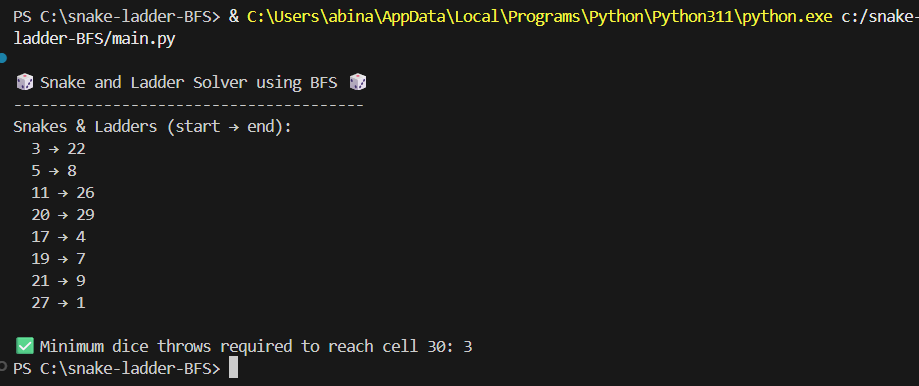 PS C:\snake-ladder-BFS> & C:\Users\abina\AppData\Local\Programs\Python\Python311\python.exe c:/snake-
ladder-BFS/main.py
🎲 Snake and Ladder Solver using BFS 🎲
---------------------------------------
Snakes & Ladders (start → end):
3 → 22
5 → 8
11 → 26
20 → 29
17 → 4
19 → 7
21 → 9
27 → 1
✅ Minimum dice throws required to reach cell 30: 3
PS C:\snake-ladder-BFS>